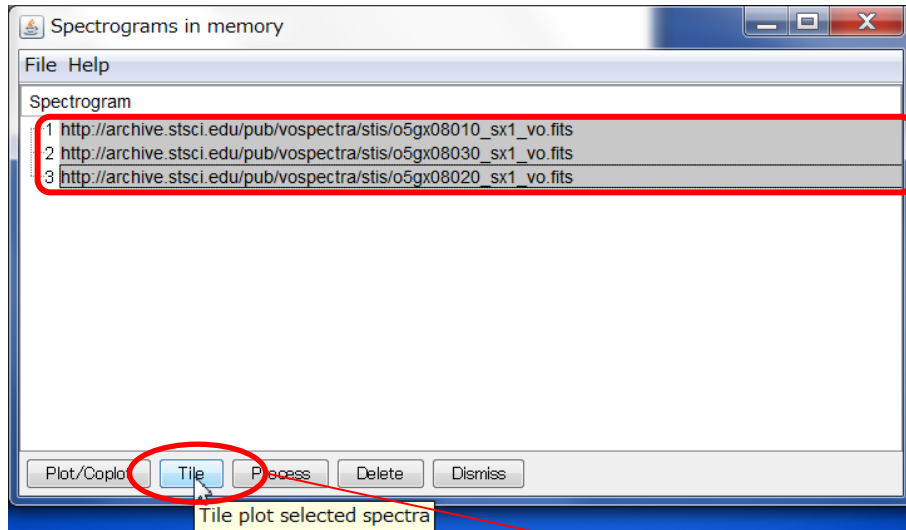 Spectrograms in memory
File Help
Spectrogram
1 http://archive.stsci.edu/pub/vospectra/stis/o5gx08010_sx1_vo.fits
2 http://archive.stsci.edu/pub/vospectra/stis/o5gx08030_sx1_vo.fits
3 http://archive.stsci.edu/pub/vospectra/stis/o5gx08020_sx1_vo.fits
Plot/Coplot Tile Process Delete Dismiss
Tile plot selected spectra